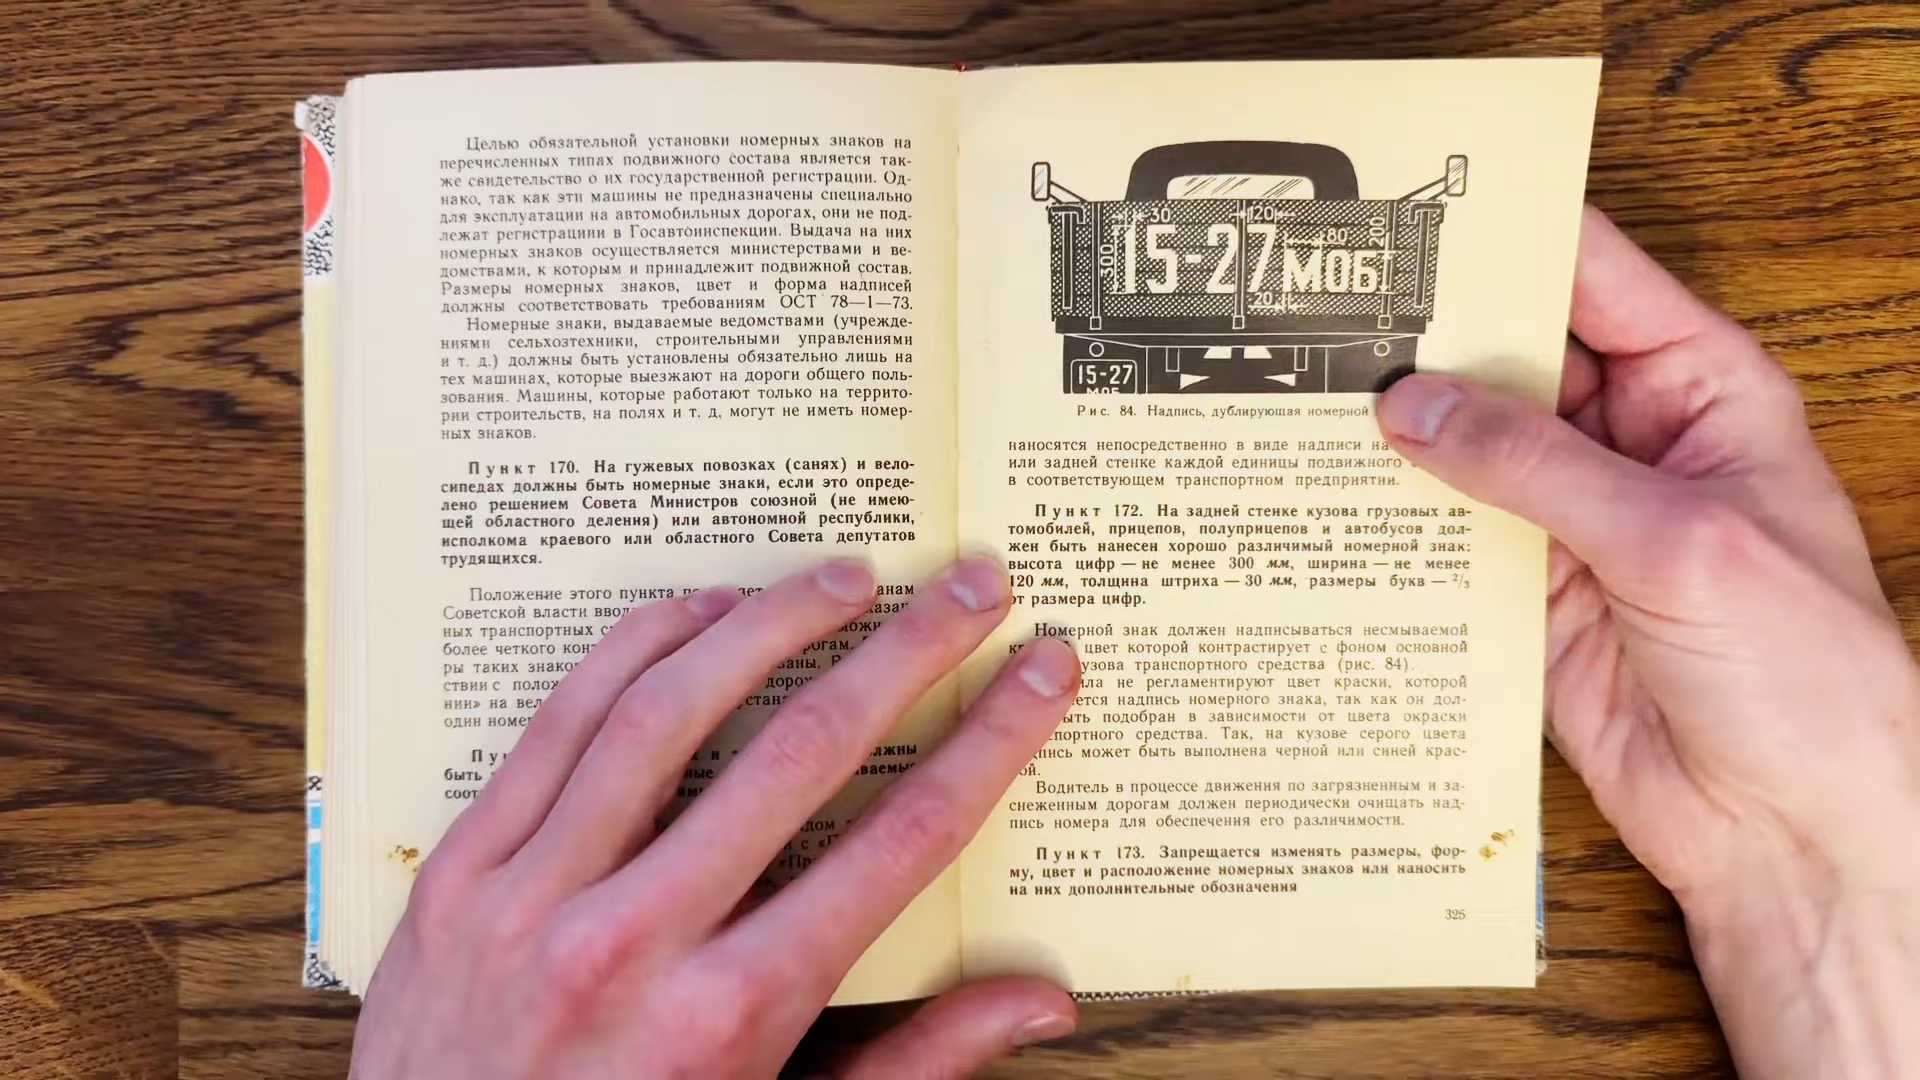 Целью обязательной установки номерных знаков на
перечисленных типах подвижного состава является так-
же свидетельство о их государственной регистрации. Од-
нако, так как эти машины не предназначены специально
для эксплуатации на автомобильных дорогах, они не под-
лежат регистрациии в Госавтоинспекции. Выдача на них
номерных знаков осуществляется министерствами и ве-
домствами, к которым и принадлежит подвижной состав.
Размеры номерных знаков, цвет и форма надписей
должны соответствовать требованиям ОСТ 78—1—73.
Номерные знаки, выдаваемые ведомствами (учрежде-
ниями сельхозтехники, строительными управлениями
и т. д.) должны быть установлены обязательно лишь на
тех машинах, которые выезжают на дороги общего поль-
зования. Машины, которые работают только на террито-
рии строительств, на полях и т. д, могут не иметь номер-
ных знаков.
Пункт 170. На гужевых повозках (санях) и вело-
сипедах должны быть номерные знаки, если это опреде-
лено решением Совета Министров союзной (не имею-
щей областного деления) или автономной республики,
исполкома краевого или областного Совета депутатов
трудящихся.
Положение этого пункта
Советской власти
ных транспортных
более четкого
ры таких
ствии с
нии» на
один
быть
30 120 80 200
300 15-27 МОБ.
20
15-27
МОБ
Рис. 84. Надпись, дублирующая номерной
наносятся непосредственно в виде надписи на
или задней стенке каждой единицы подвижного
в соответствующем транспортном предприятии.
Пункт 172. На задней стенке кузова грузовых ав-
томобилей, прицепов, полуприцепов и автобусов дол-
жен быть нанесен хорошо различимый номерной знак:
высота цифр — не менее 300 мм, ширина — не менее
120 мм, толщина штриха — 30 мм, размеры букв — 2/3
от размера цифр.
Номерной знак должен надписываться несмываемой
цвет которой контрастирует с фоном основной
кузова транспортного средства (рис. 84).
не регламентируют цвет краски, которой
надпись номерного знака, так как он дол-
быть подобран в зависимости от цвета окраски
транспортного средства. Так, на кузове серого цвета
надпись может быть выполнена черной или синей крас-
кой.
Водитель в процессе движения по загрязненным и за-
снеженным дорогам должен периодически очищать над-
пись номера для обеспечения его различимости.
Пункт 173. Запрещается изменять размеры, фор-
му, цвет и расположение номерных знаков или наносить
на них дополнительные обозначения
325